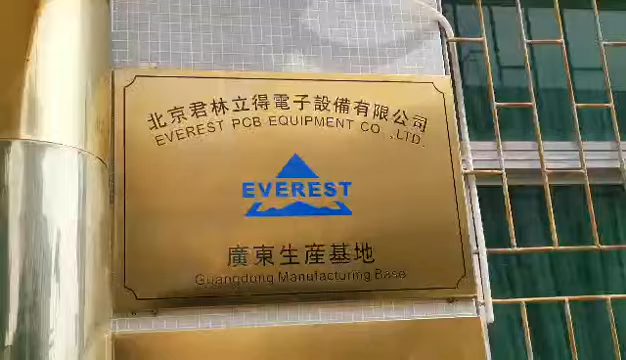 北京君林立得電子設備有限公司
EVEREST PCB EQUIPMENT CO .,LTD.
EVEREST
廣東生産基地
Guangdong Manufacturing Base